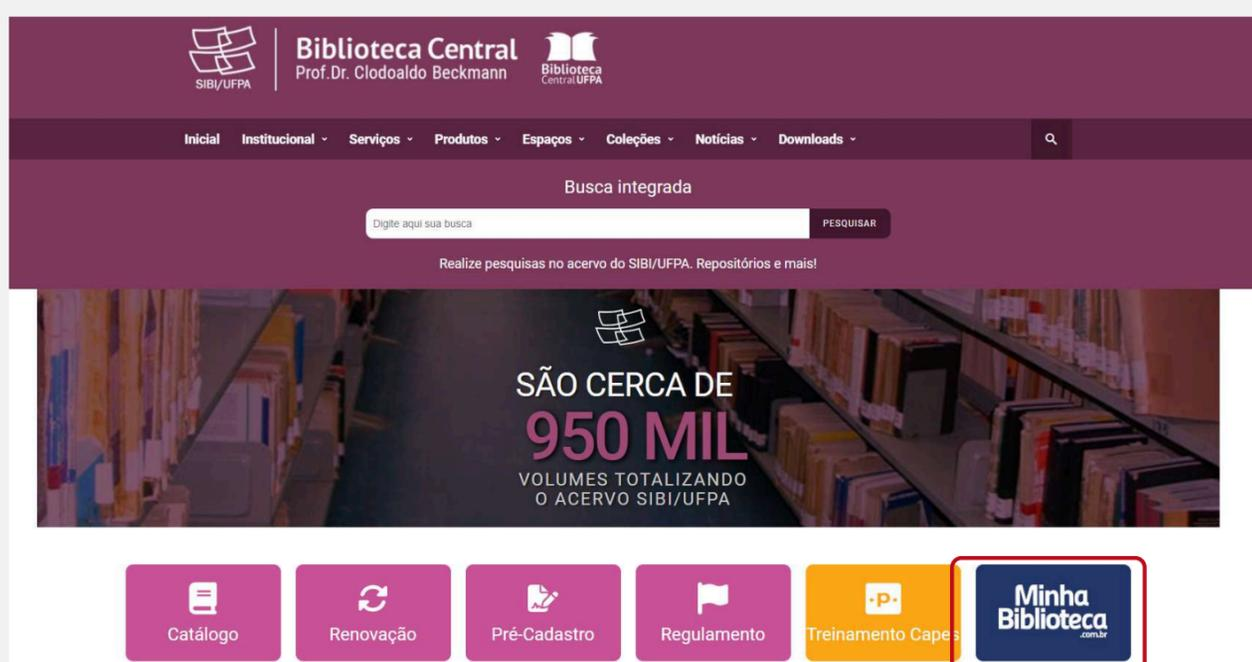 SIBI/UFPA
Biblioteca Central
Prof.Dr. Clodoaldo Beckmann
Biblioteca
Central UFPA
Inicial Institucional Serviços Produtos Espaços Coleções Notícias Downloads
Busca integrada
Digite aqui sua busca
PESQUISAR
Realize pesquisas no acervo do SIBI/UFPA. Repositórios e mais!
SÃO CERCA DE
950 MIL
VOLUMES TOTALIZANDO
O ACERVO SIBI/UFPA
Catálogo
Renovação
Pré-Cadastro
Regulamento
·p·
Treinamento Capes
Minha
Biblioteca
.com.br